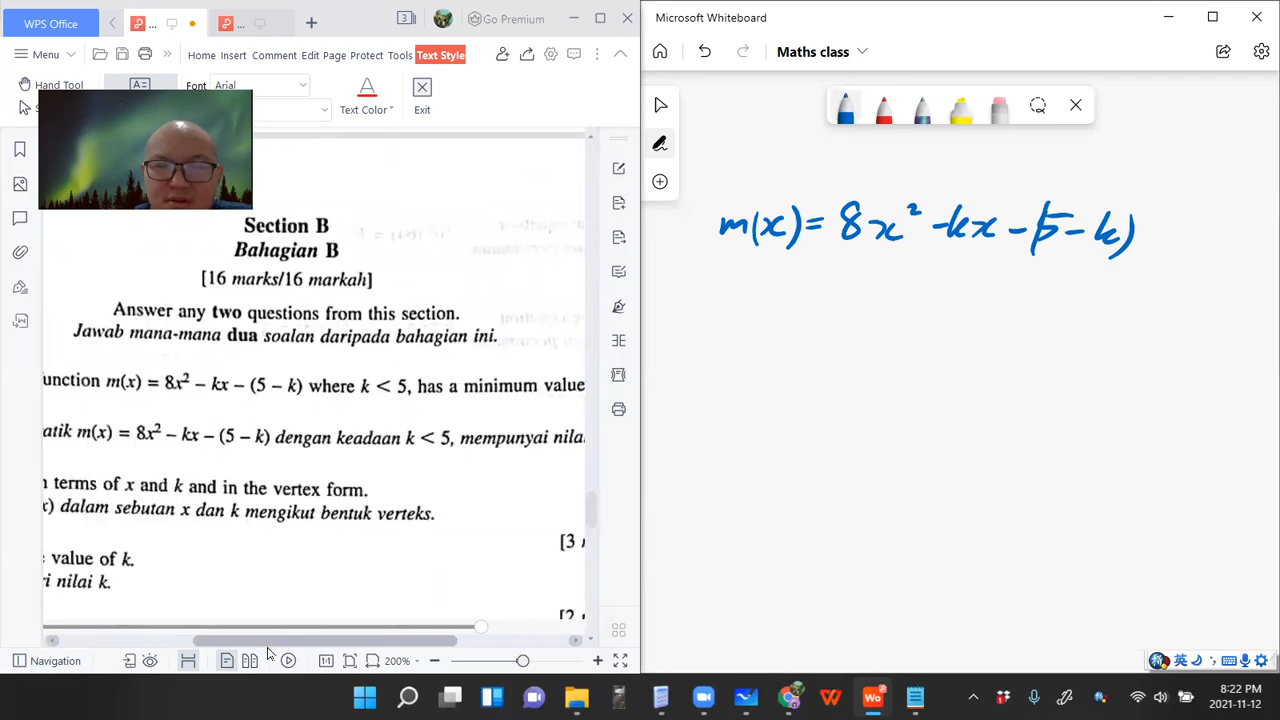 WPS Office
...
...
3
Go Premium
Menu
Home Insert Comment Edit Page Protect Tools Text Style
Hand Tool
Font Arial
Text Color
Exit
Section B
Bahagian B
[16 marks/16 markah]
Answer any two questions from this section.
Jawab mana-mana dua soalan daripada bahagian ini.
unction m(x) = 8x² – kx – (5 – k) where k < 5, has a minimum value
atik m(x) = 8x² – kx – (5 – k) dengan keadaan k < 5, mempunyai nila
n terms of x and k and in the vertex form.
x) dalam sebutan x dan k mengikut bentuk verteks.
[3
value of k.
ri nilai k.
[2
Navigation
200%
Microsoft Whiteboard
Maths class
m(x) = 8x² - kx - (5 - k)
英
8:22 PM
2021-11-12